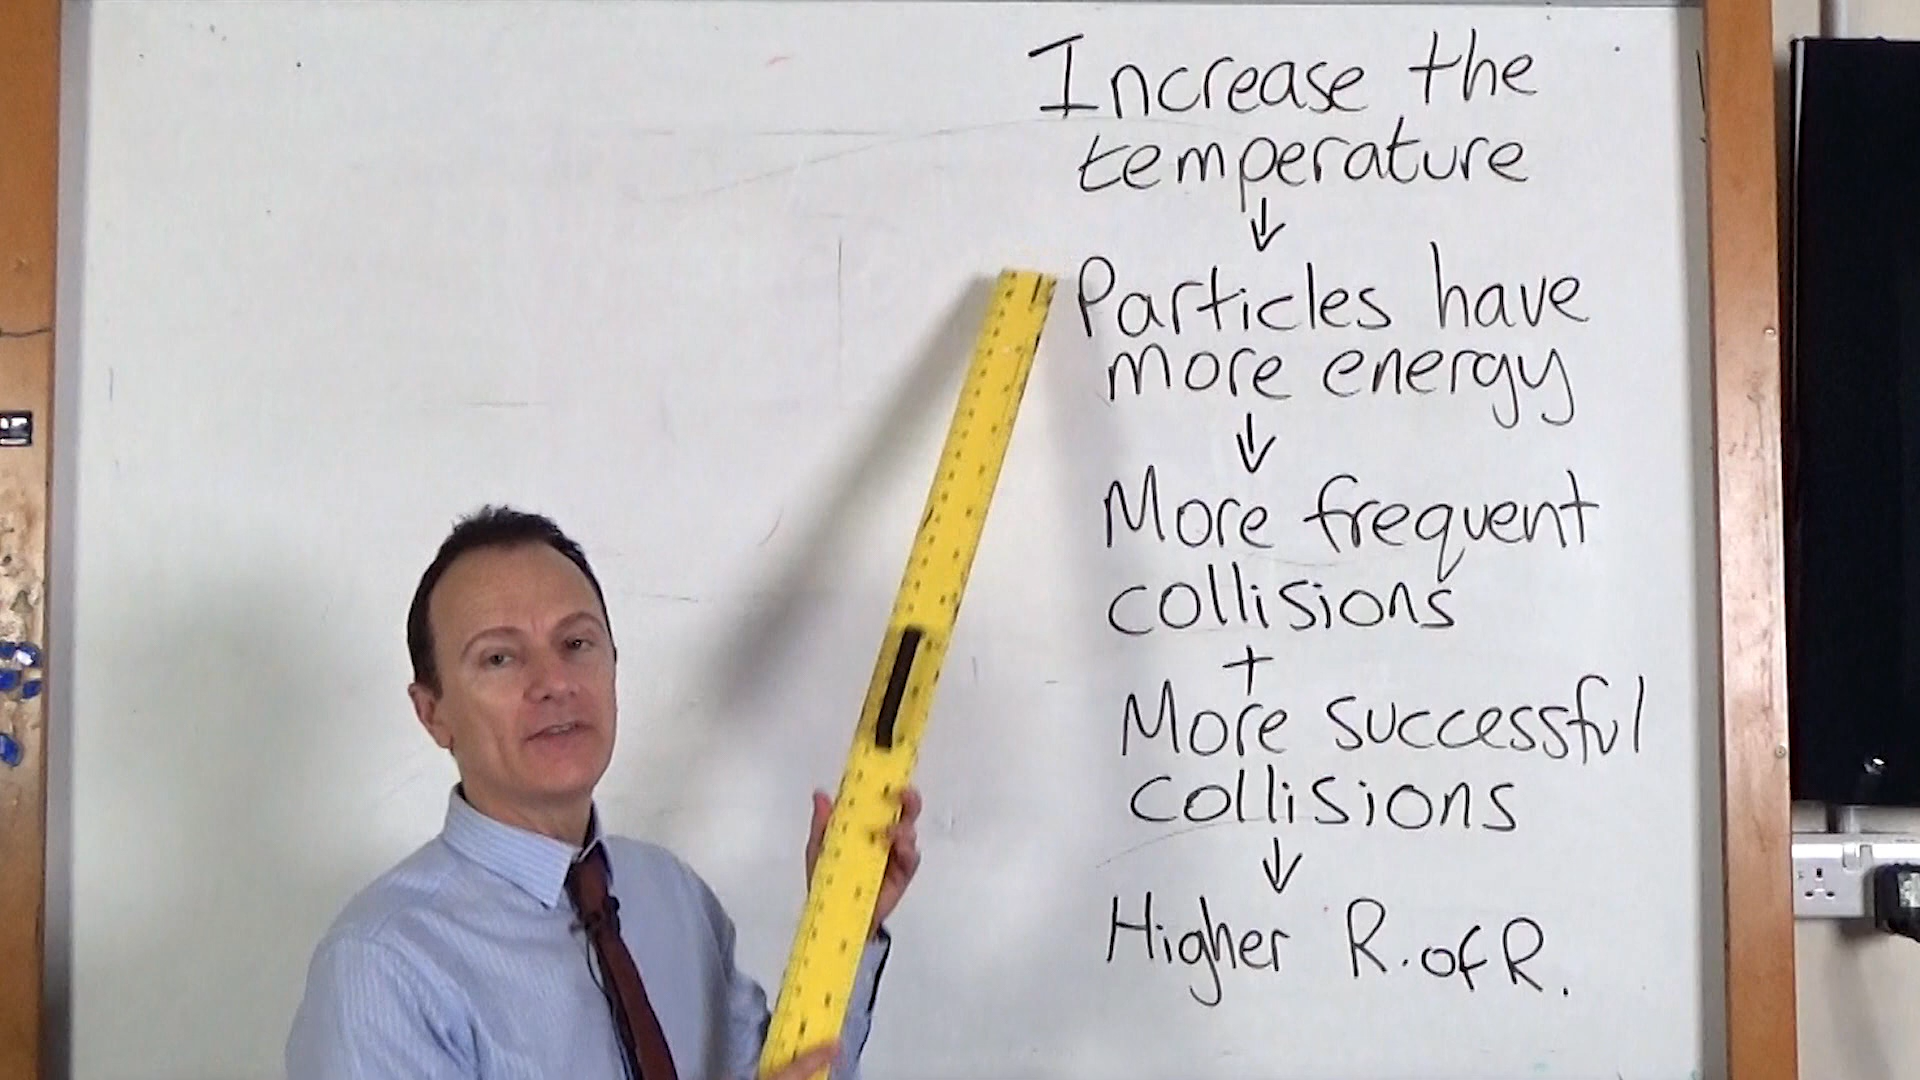 Increase the
temperature
↓
Particles have
more energy
↓
More frequent
collisions
+
More successful
collisions
↓
Higher R. of R.